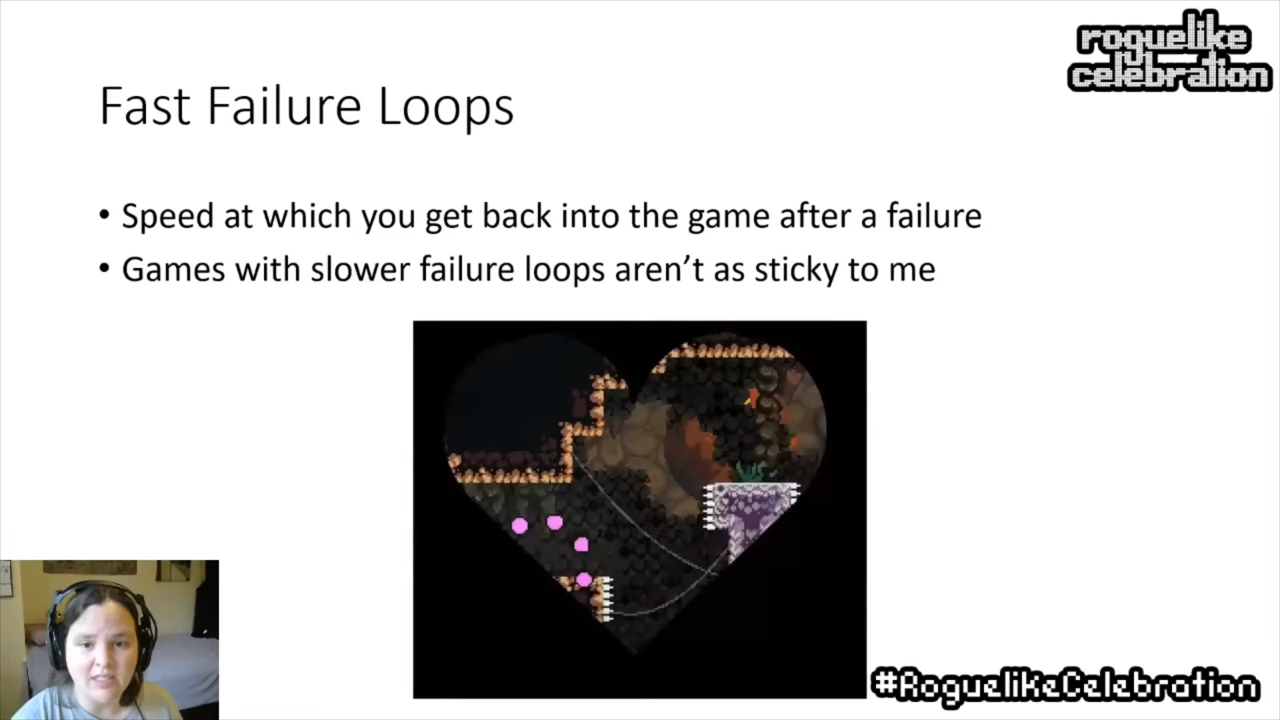 roguelike
celebration
Fast Failure Loops
• Speed at which you get back into the game after a failure
• Games with slower failure loops aren’t as sticky to me
#RoguelikeCelebration